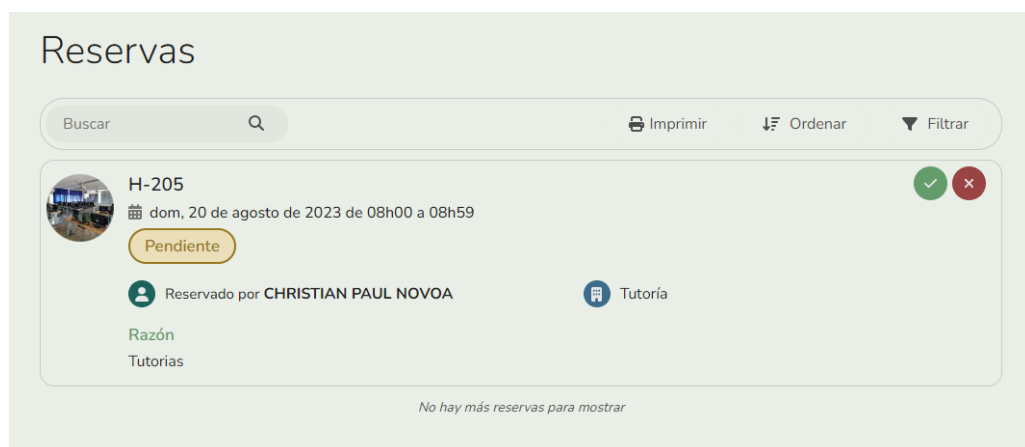 Reservas
Buscar Imprimir Ordenar Filtrar
H-205
dom, 20 de agosto de 2023 de 08h00 a 08h59
Pendiente
Reservado por CHRISTIAN PAUL NOVOA Tutoría
Razón
Tutorias
No hay más reservas para mostrar